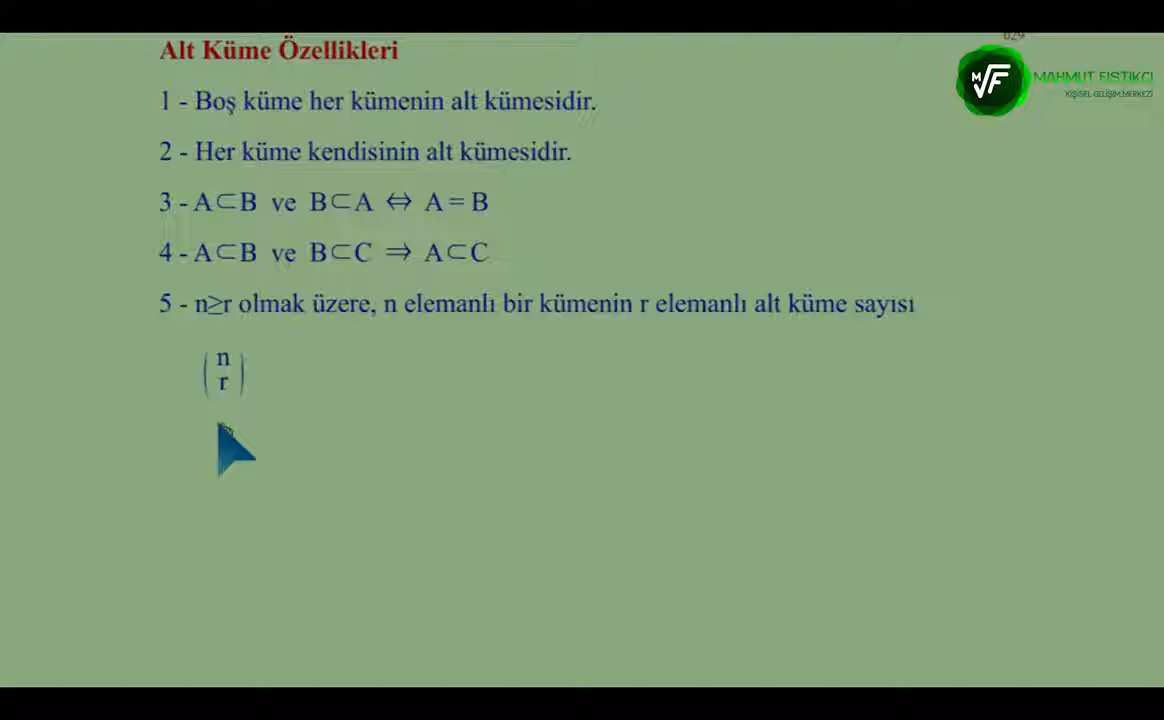 029
Alt Küme Özellikleri
MAHMUT FISTIKCI
KİŞİSEL GELİŞİM MERKEZİ
1 - Boş küme her kümenin alt kümesidir.
2 - Her küme kendisinin alt kümesidir.
3 - A⊂B ve B⊂A ⇔ A = B
4 - A⊂B ve B⊂C ⇒ A⊂C
5 - n≥r olmak üzere, n elemanlı bir kümenin r elemanlı alt küme sayısı
n
r